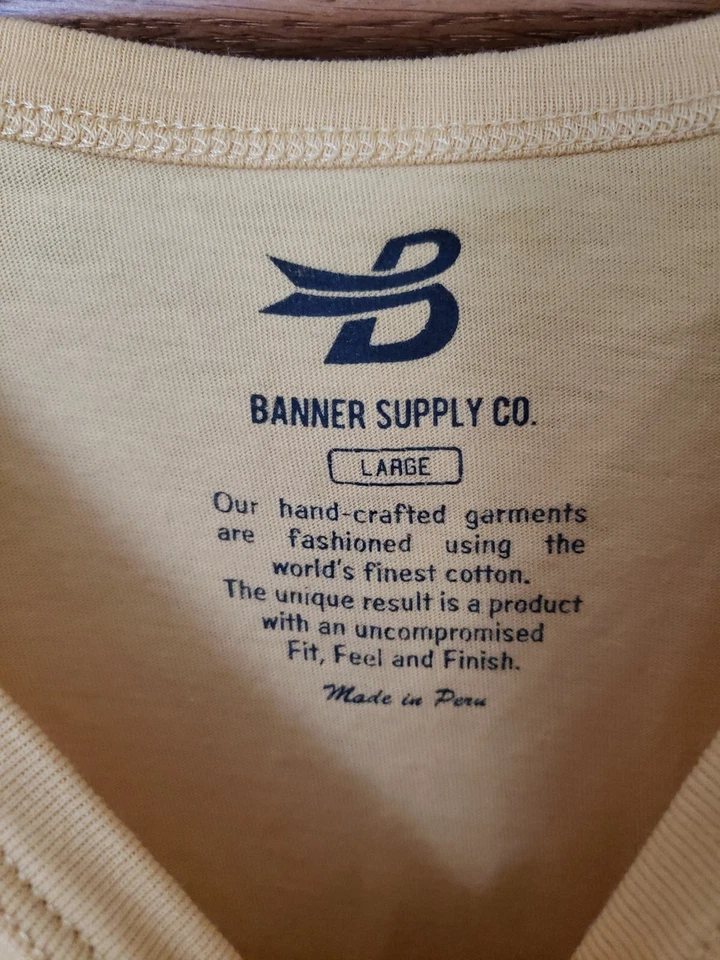 B
BANNER SUPPLY CO.
LARGE
Our hand-crafted garments
are fashioned using the
world's finest cotton.
The unique result is a product
with an uncompromised
Fit, Feel and Finish.
Made in Peru